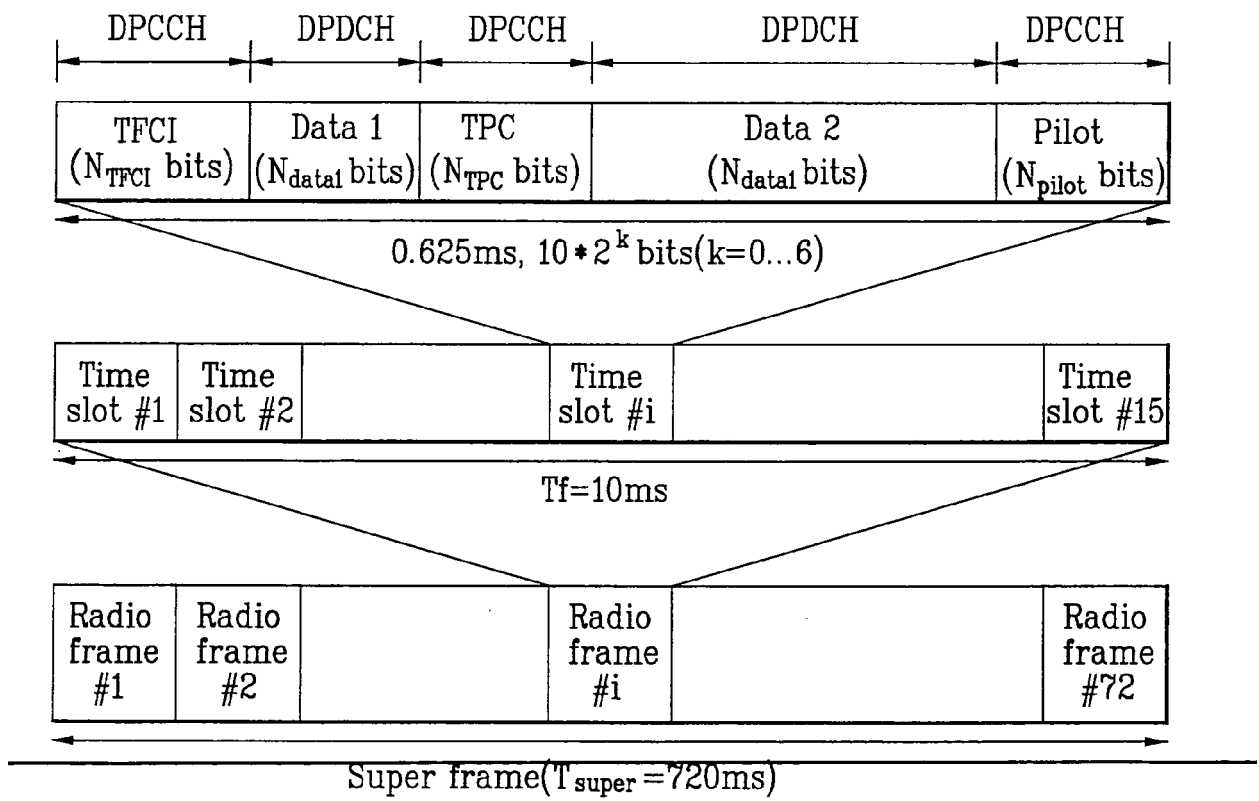 DPCCH DPDCH DPCCH DPDCH DPCCH
TFCI
(N_TFCI bits)
Data 1
(N_data1 bits)
TPC
(N_TPC bits)
Data 2
(N_data1 bits)
Pilot
(N_pilot bits)
0.625ms, 10*2^k bits(k=0...6)
Time
slot #1
Time
slot #2
Time
slot #i
Time
slot #15
Tf=10ms
Radio
frame
#1
Radio
frame
#2
Radio
frame
#i
Radio
frame
#72
Super frame(T_super=720ms)